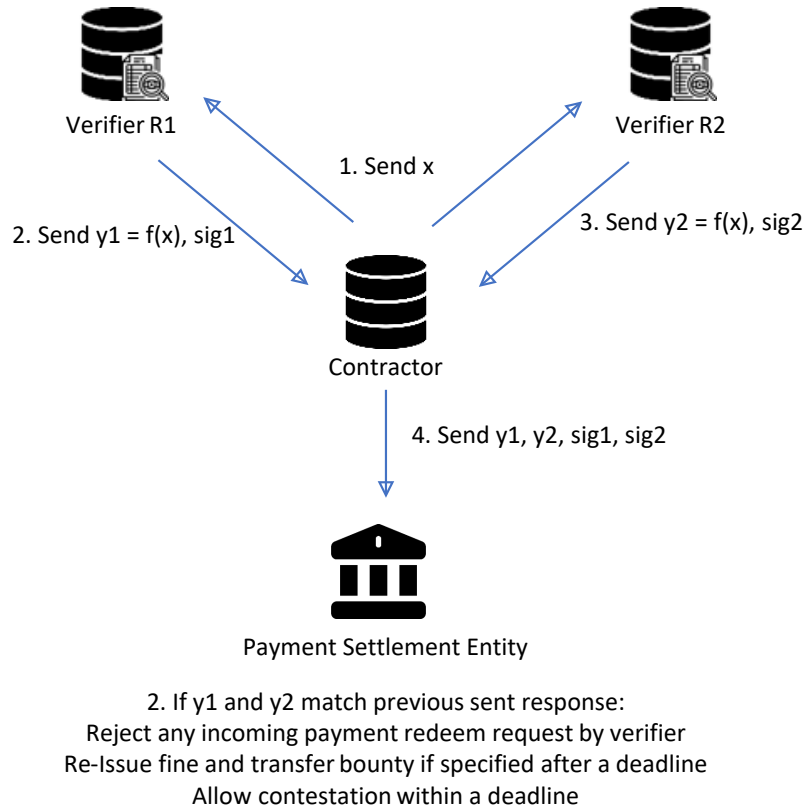 Verifier R1
Verifier R2
1. Send x
2. Send y1 = f(x), sig1
3. Send y2 = f(x), sig2
Contractor
4. Send y1, y2, sig1, sig2
Payment Settlement Entity
2. If y1 and y2 match previous sent response:
Reject any incoming payment redeem request by verifier
Re-Issue fine and transfer bounty if specified after a deadline
Allow contestation within a deadline